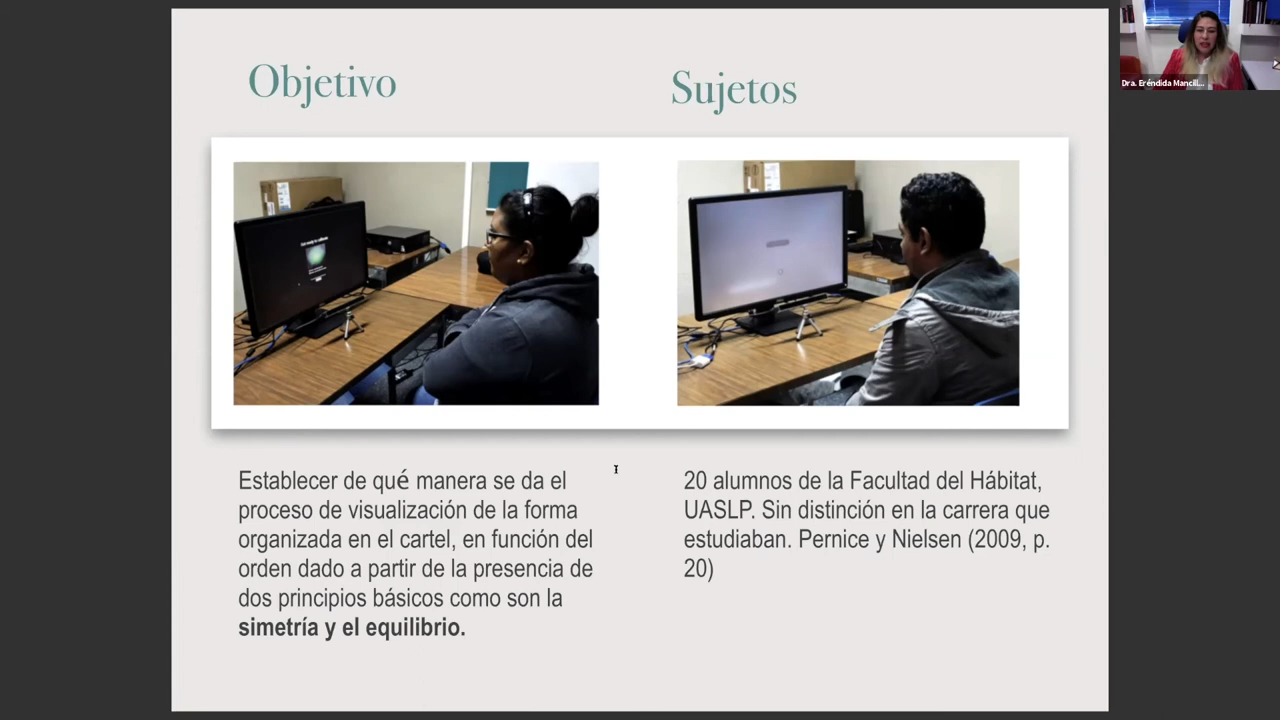 Objetivo
Sujetos
Establecer de qué manera se da el
proceso de visualización de la forma
organizada en el cartel, en función del
orden dado a partir de la presencia de
dos principios básicos como son la
simetría y el equilibrio.
20 alumnos de la Facultad del Hábitat,
UASLP. Sin distinción en la carrera que
estudiaban. Pernice y Nielsen (2009, p.
20)
Dra. Eréndida Mancill...